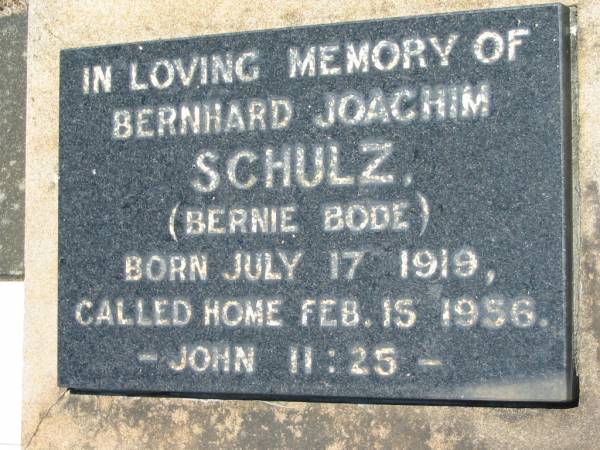 IN LOVING MEMORY OF
BERNHARD JOACHIM
SCHULZ.
(BERNIE BODE)
BORN JULY 17 1919,
CALLED HOME FEB. 15 1956.
- JOHN 11:25 -